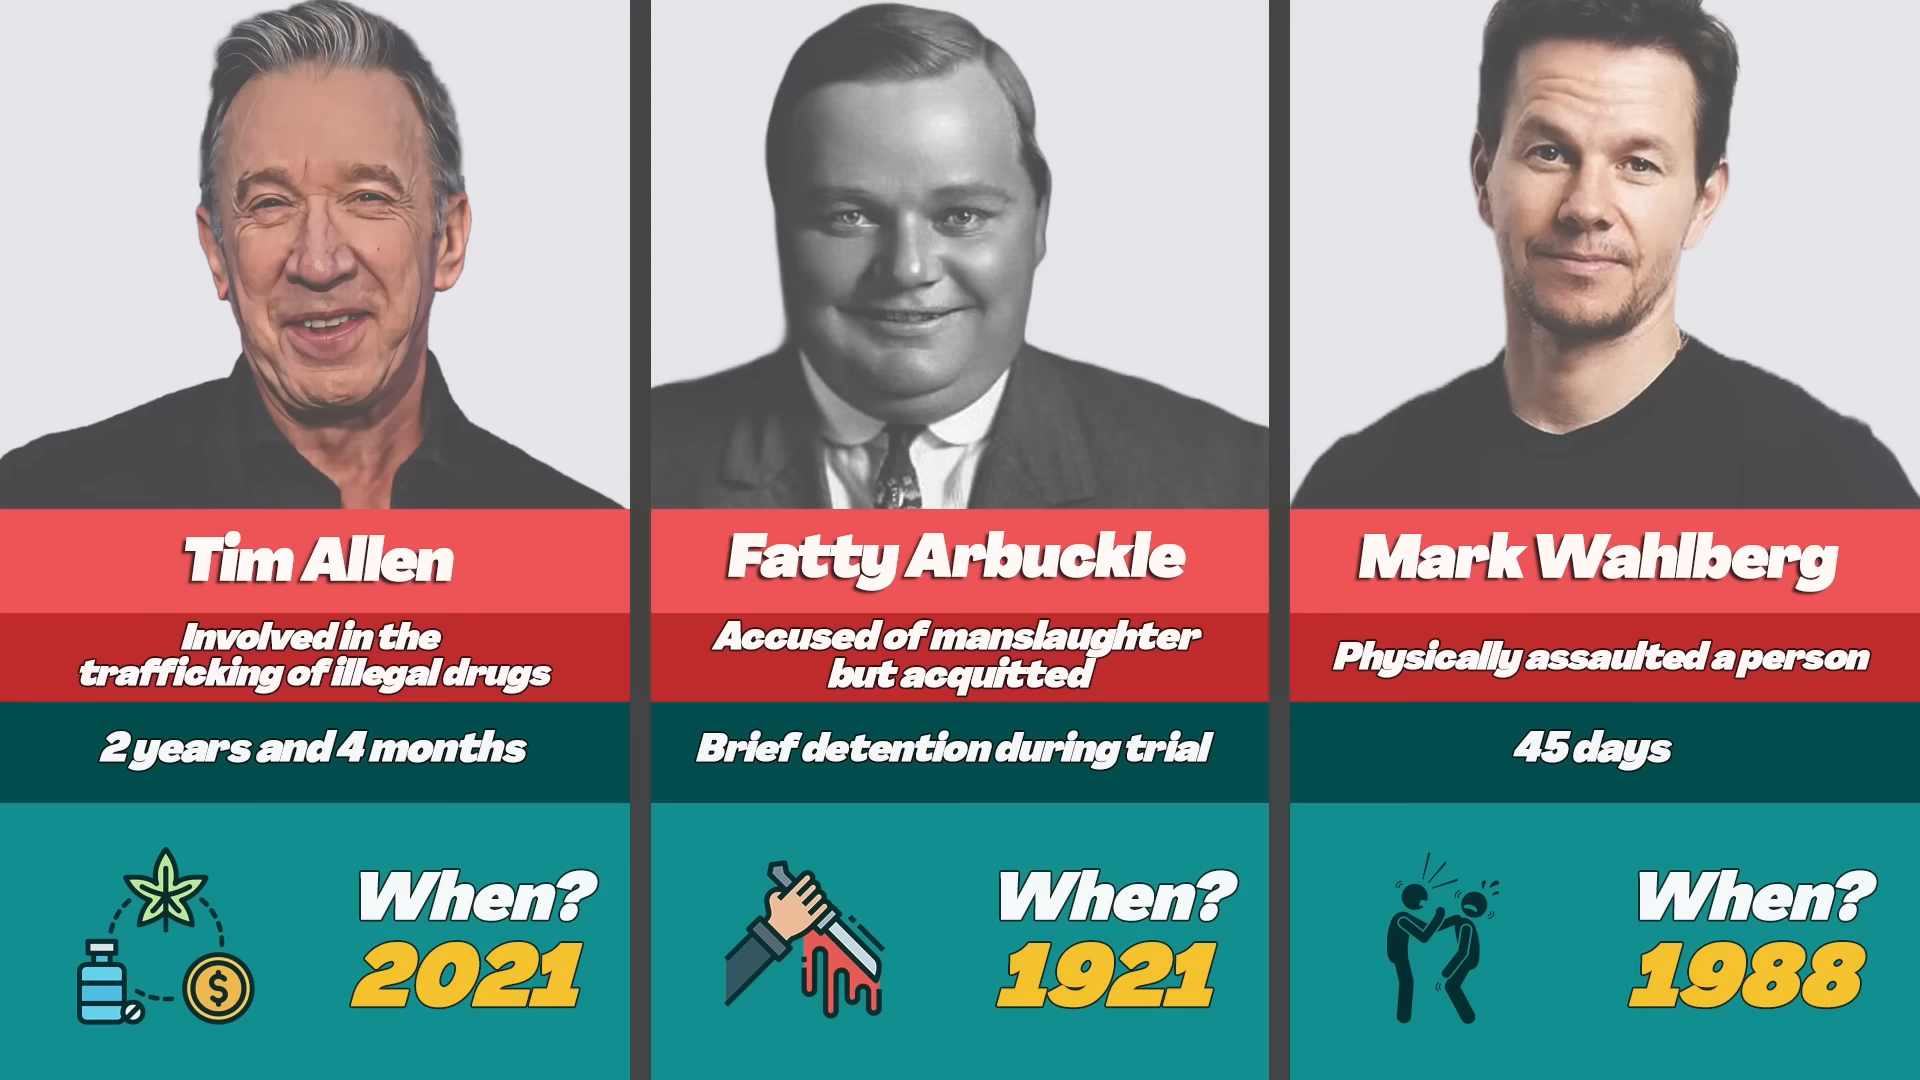 Tim Allen
Involved in the
trafficking of illegal drugs
2 years and 4 months
When?
2021
$
Fatty Arbuckle
Accused of manslaughter
but acquitted
Brief detention during trial
When?
1921
Mark Wahlberg
Physically assaulted a person
45 days
When?
1988